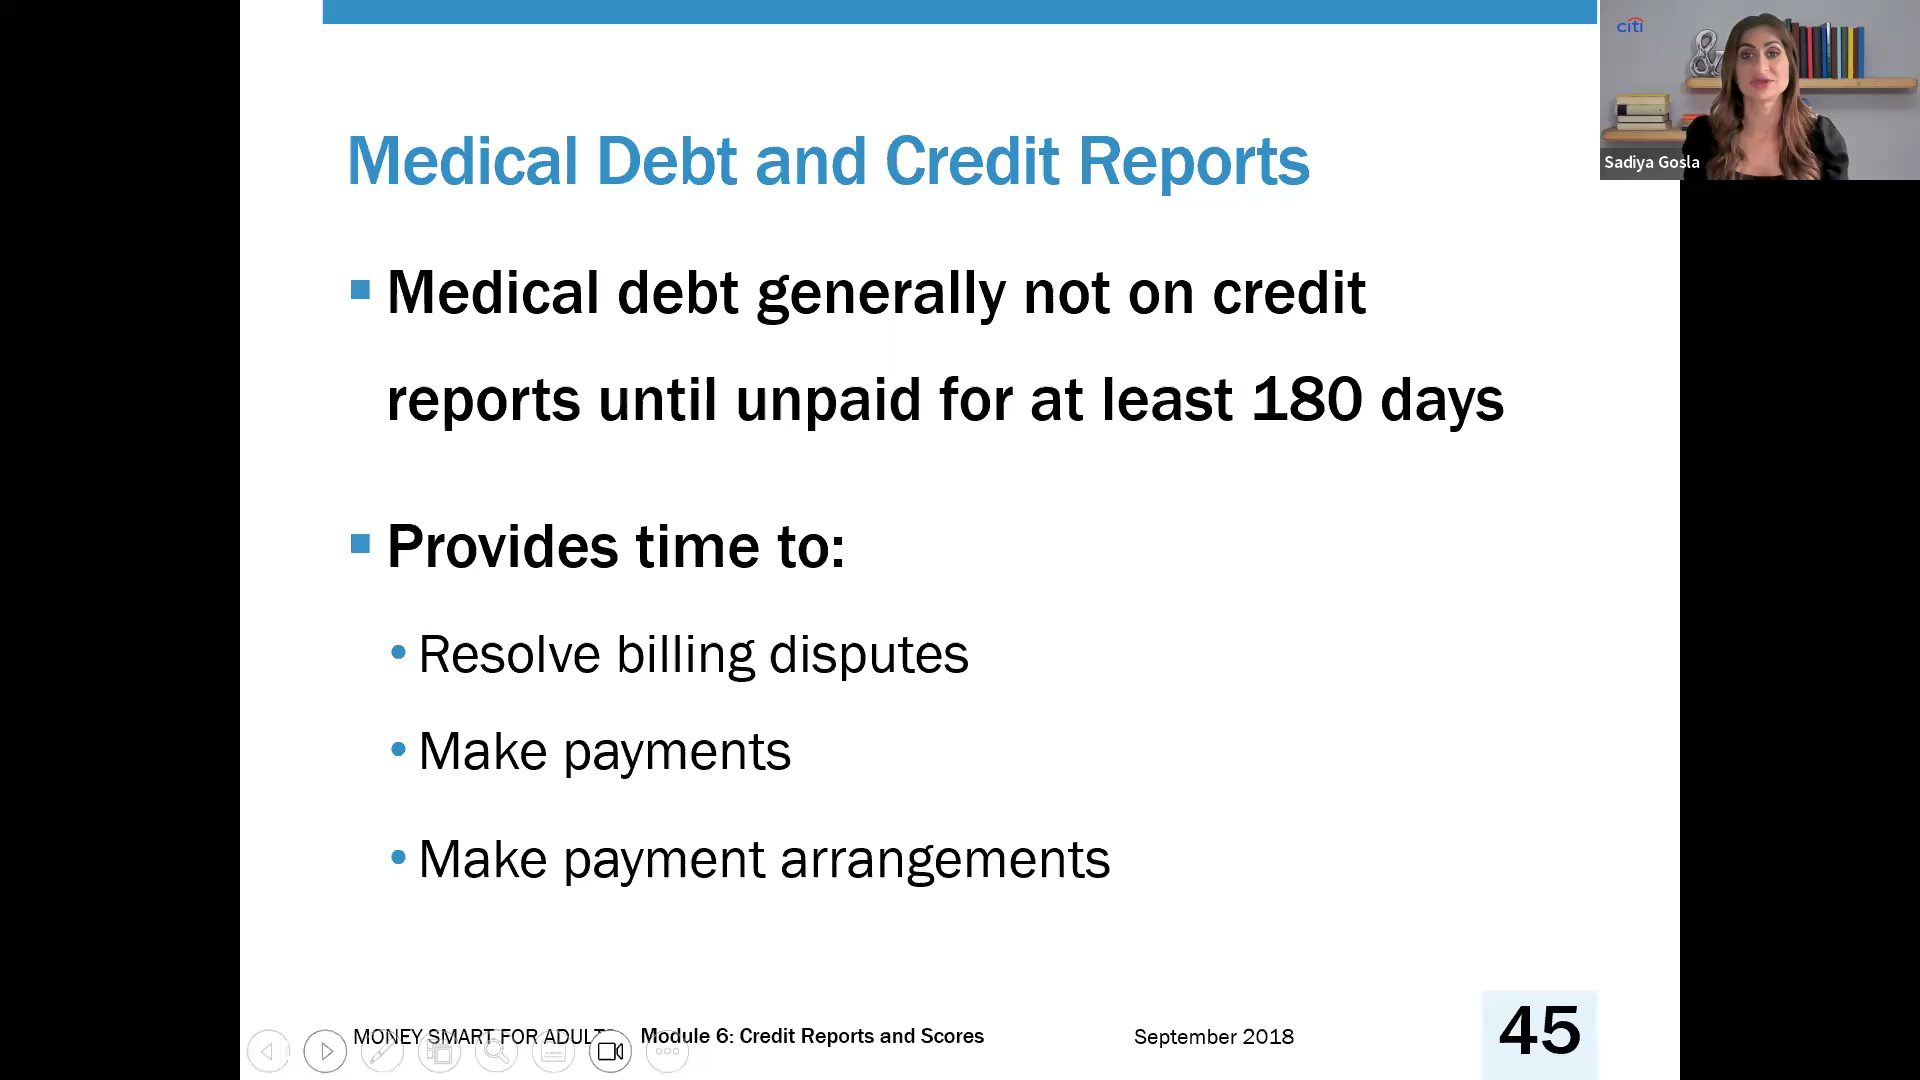 citi
Sadiya Gosla
Medical Debt and Credit Reports
Medical debt generally not on credit
reports until unpaid for at least 180 days
Provides time to:
Resolve billing disputes
Make payments
Make payment arrangements
MONEY SMART FOR ADULTS Module 6: Credit Reports and Scores September 2018 45